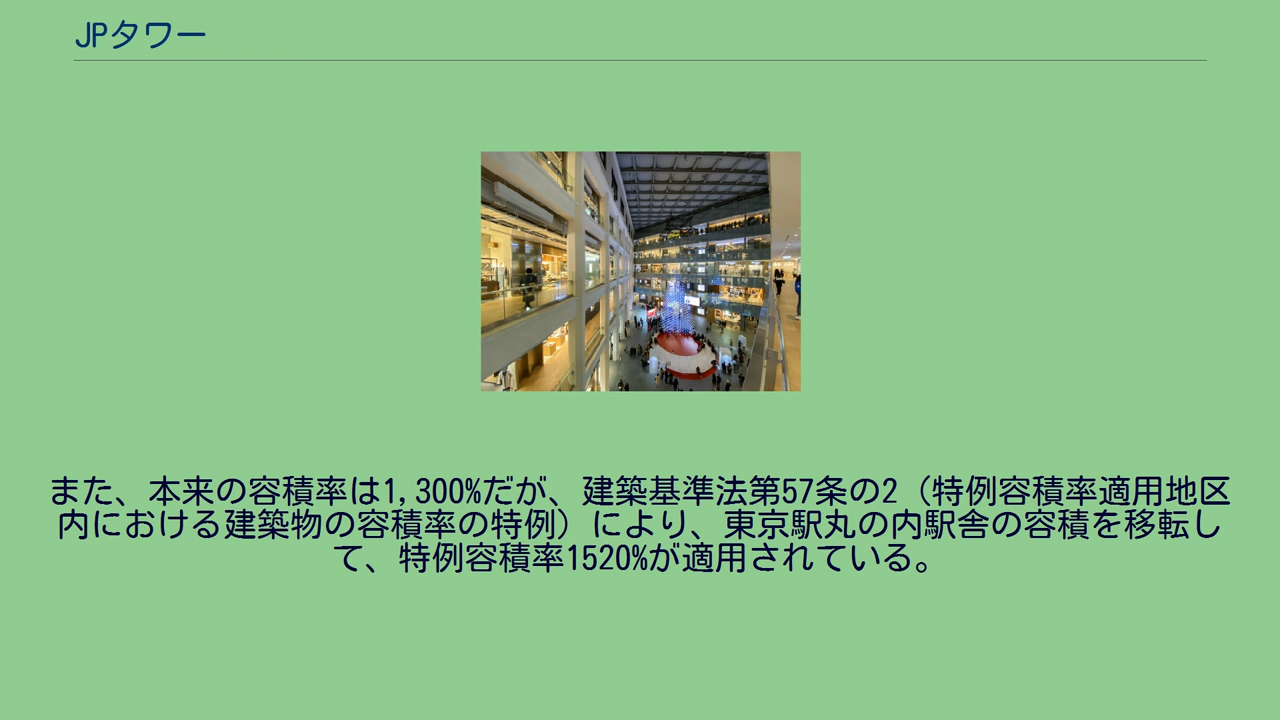 JPタワー
また、本来の容積率は1,300%だが、建築基準法第57条の2（特例容積率適用地区
内における建築物の容積率の特例）により、東京駅丸の内駅舎の容積を移転し
て、特例容積率1520%が適用されている。